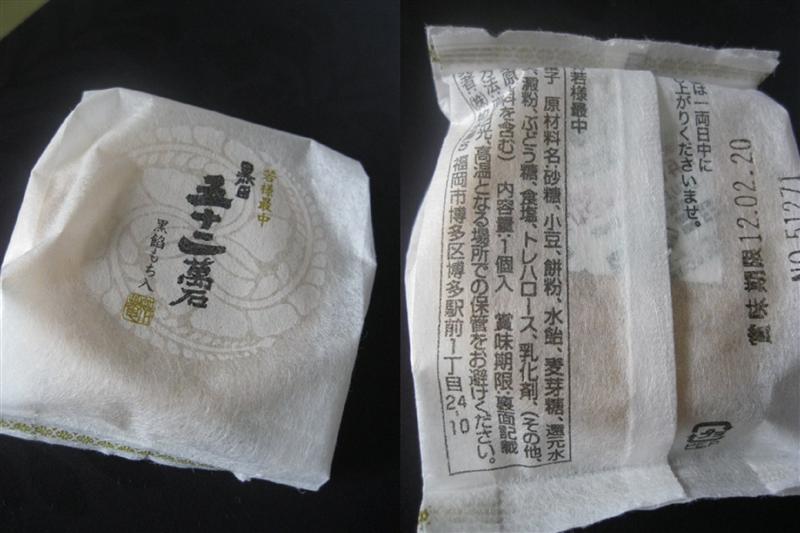 若様最中
黒田
五十二萬石
黒餡もち入
NO.51271
賞味期限12.02.20
は一両日中に
上がりくださいませ。
若様最中
子 原材料名:砂糖、小豆、餅粉、水飴、麦芽糖、還元水
、澱粉、ぶどう糖、食塩、トレハロース、乳化剤、(その他、
原料を含む) 内容量:1個入 賞味期限:裏面記載
光、高温となる場所での保管をお避けください。
福岡市博多区博多駅前1丁目24-10